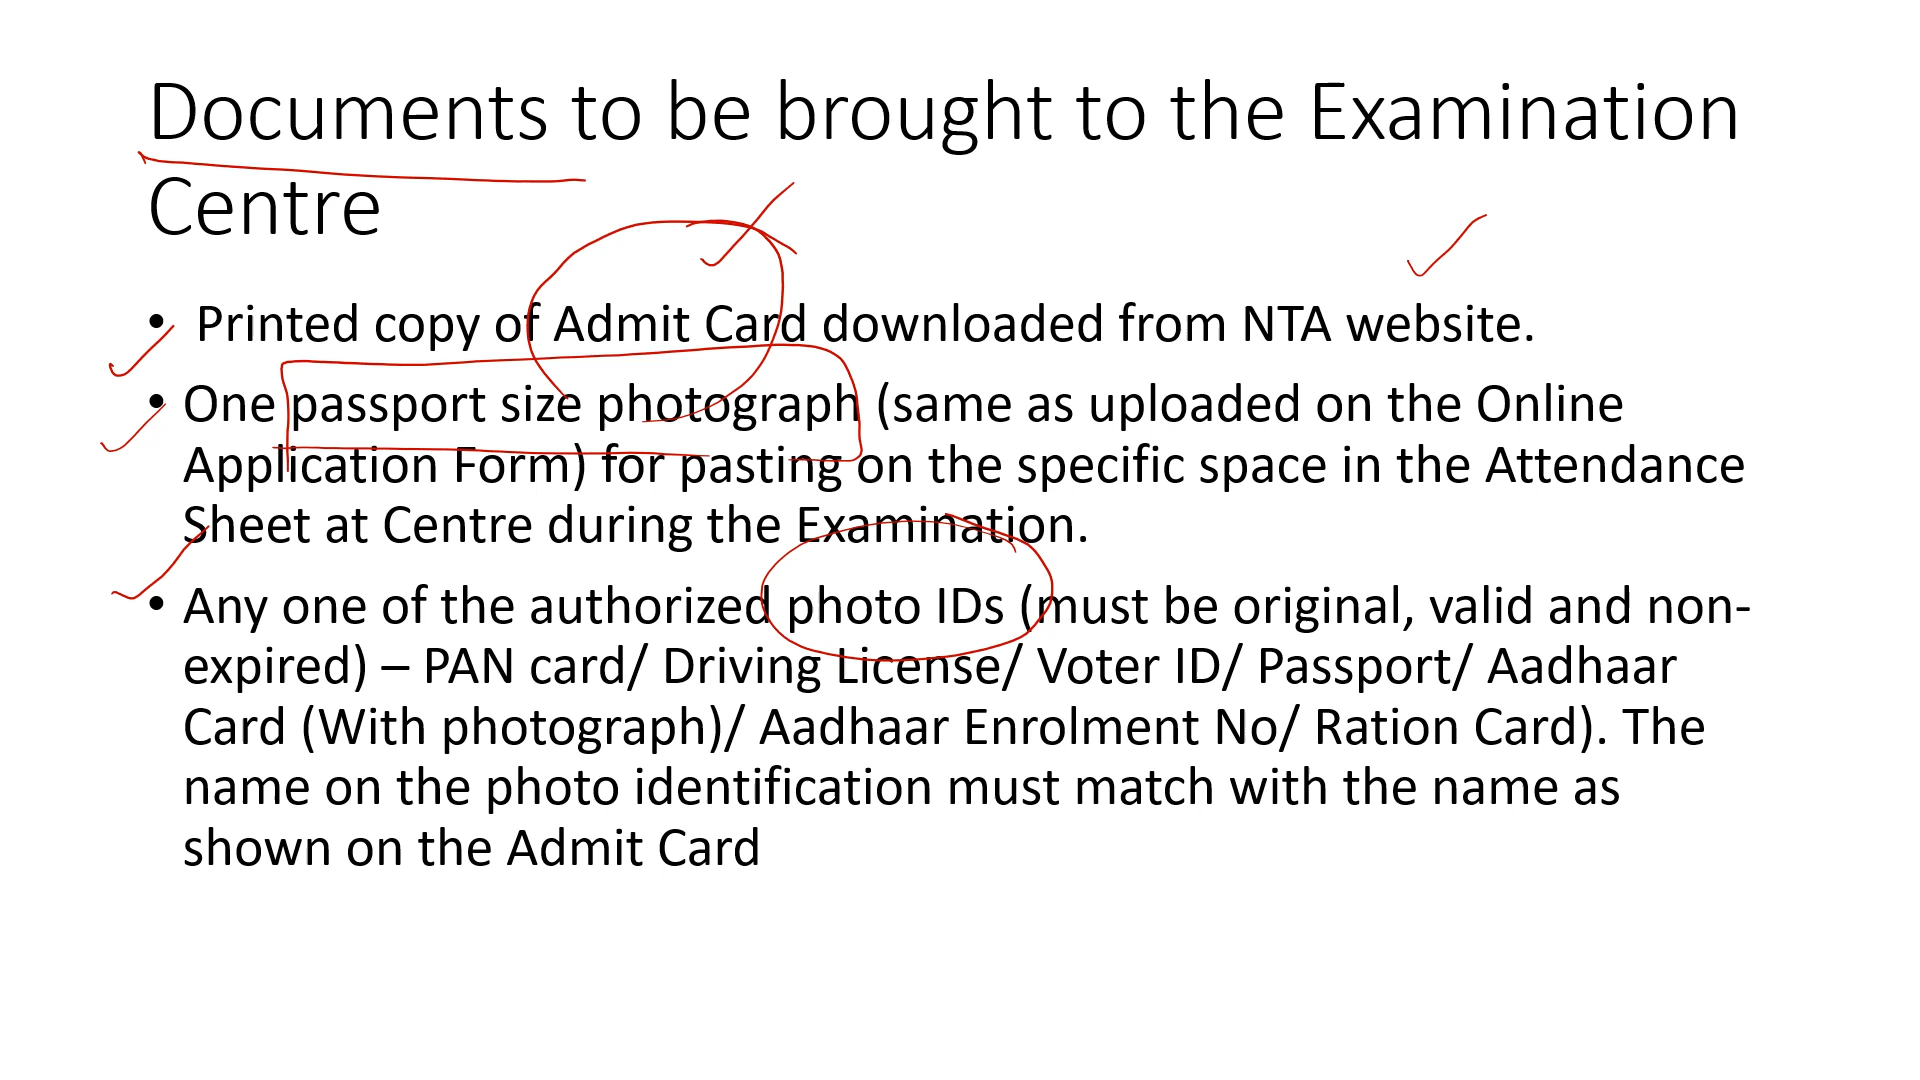 Documents to be brought to the Examination
Centre
• Printed copy of Admit Card downloaded from NTA website.
• One passport size photograph (same as uploaded on the Online
Application Form) for pasting on the specific space in the Attendance
Sheet at Centre during the Examination.
• Any one of the authorized photo IDs (must be original, valid and non-
expired) – PAN card/ Driving License/ Voter ID/ Passport/ Aadhaar
Card (With photograph)/ Aadhaar Enrolment No/ Ration Card). The
name on the photo identification must match with the name as
shown on the Admit Card